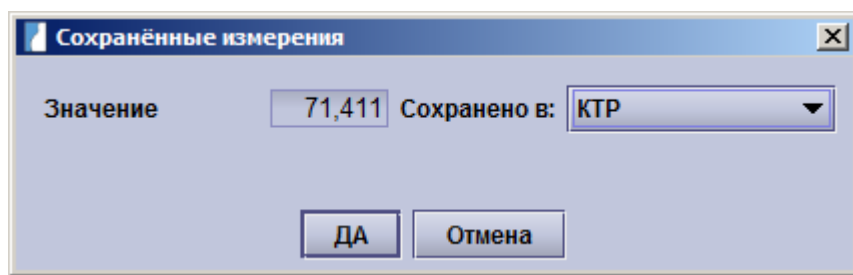 Сохранённые измерения
Значение 71,411 Сохранено в: КТР
ДА Отмена